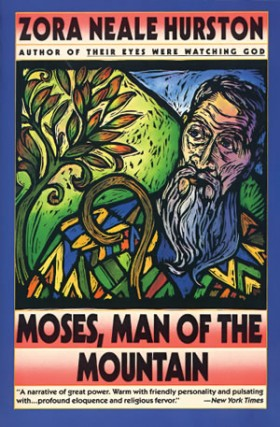 ZORA NEALE HURSTON
AUTHOR OF THEIR EYES WERE WATCHING GOD
MOSES, MAN OF THE
MOUNTAIN
"A narrative of great power. Warm with friendly personality and pulsating
with...profound eloquence and religious fervor." —New York Times